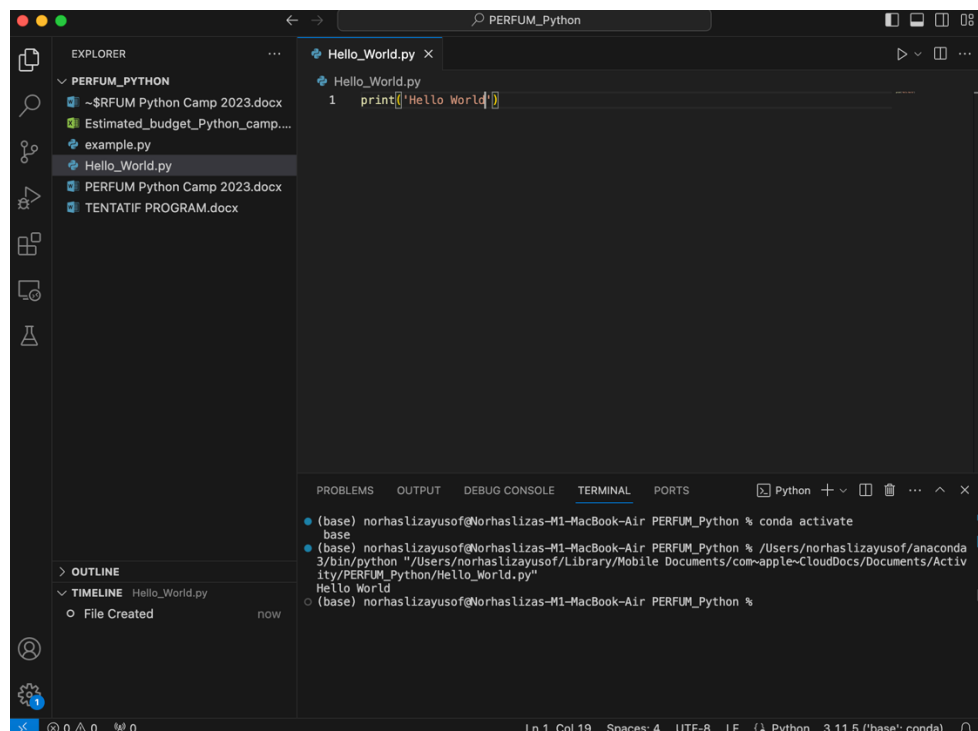 PERFUM_Python
EXPLORER
PERFUM_PYTHON
~$RFUM Python Camp 2023.docx
Estimated_budget_Python_camp....
example.py
Hello_World.py
PERFUM Python Camp 2023.docx
TENTATIF PROGRAM.docx
OUTLINE
TIMELINE Hello_World.py
File Created now
1
Hello_World.py
Hello_World.py
1 print('Hello World')
PROBLEMS OUTPUT DEBUG CONSOLE TERMINAL PORTS Python
(base) norhaslizayusof@Norhaslizas-M1-MacBook-Air PERFUM_Python % conda activate
base
(base) norhaslizayusof@Norhaslizas-M1-MacBook-Air PERFUM_Python % /Users/norhaslizayusof/anaconda
3/bin/python "/Users/norhaslizayusof/Library/Mobile Documents/com~apple~CloudDocs/Documents/Activ
ity/PERFUM_Python/Hello_World.py"
Hello World
(base) norhaslizayusof@Norhaslizas-M1-MacBook-Air PERFUM_Python %
0 0 0 Ln 1, Col 19 Spaces: 4 UTF-8 LF Python 3.11.5 ('base': conda)